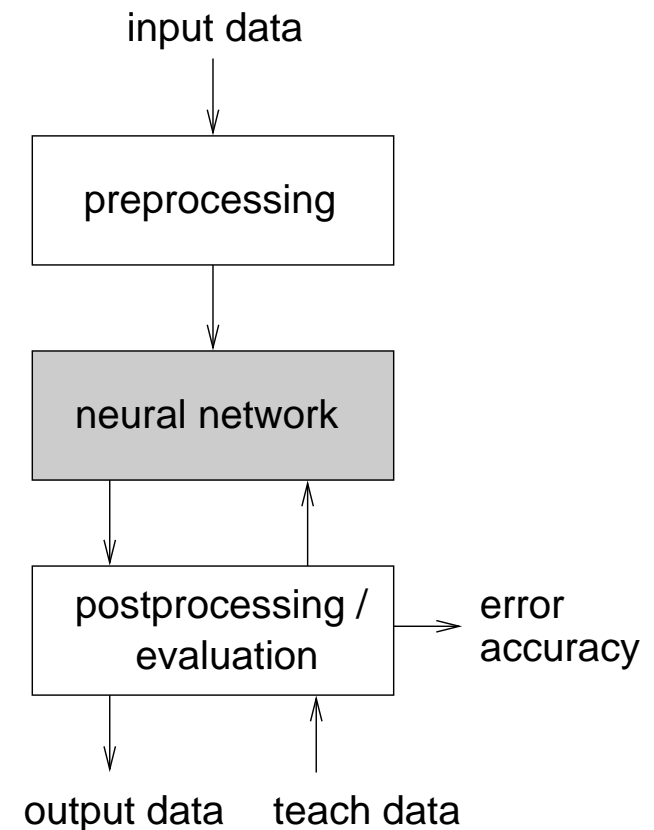 input data
preprocessing
neural network
postprocessing /
evaluation
error
accuracy
output data
teach data